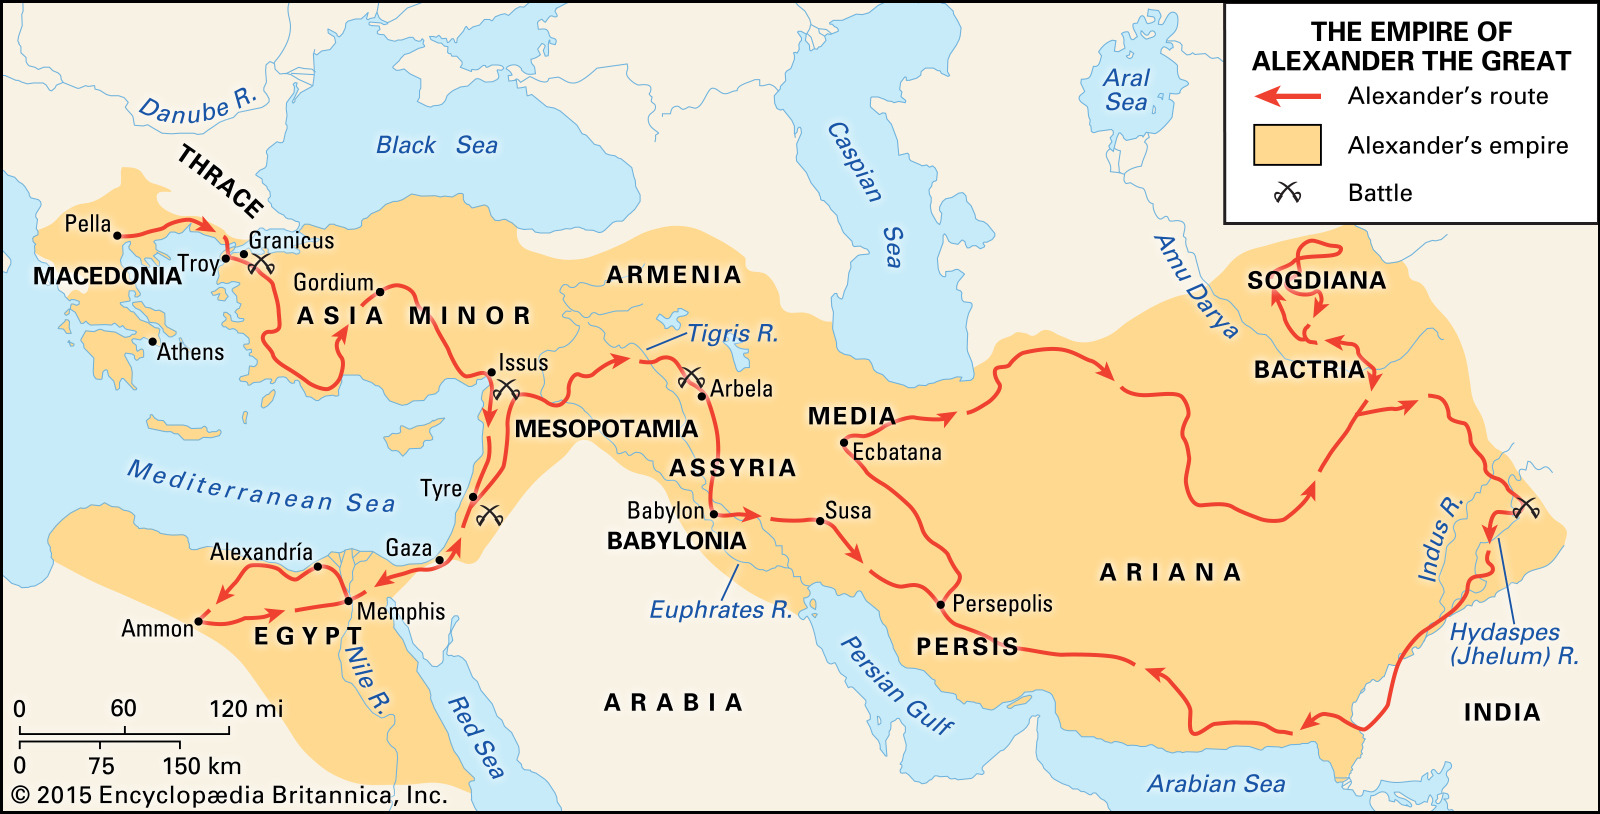 THE EMPIRE OF
ALEXANDER THE GREAT
Alexander's route
Alexander's empire
Battle
Aral
Sea
Danube R.
Black Sea
Caspian
Sea
THRACE
Pella
Granicus
Troy
MACEDONIA
Gordium
ASIA MINOR
ARMENIA
Amu Darya
SOGDIANA
Athens
Tigris R.
Issus
BACTRIA
Arbela
MESOPOTAMIA
MEDIA
Ecbatana
Mediterranean Sea
ASSYRIA
Tyre
Babylon
Susa
BABYLONIA
Indus R.
Alexandría
Gaza
ARIANA
Euphrates R.
Persepolis
Memphis
Ammon
EGYPT
Nile R.
PERSIS
Hydaspes
(Jhelum) R.
Persian Gulf
ARABIA
Red Sea
INDIA
Arabian Sea
0 60 120 mi
0 75 150 km
© 2015 Encyclopædia Britannica, Inc.